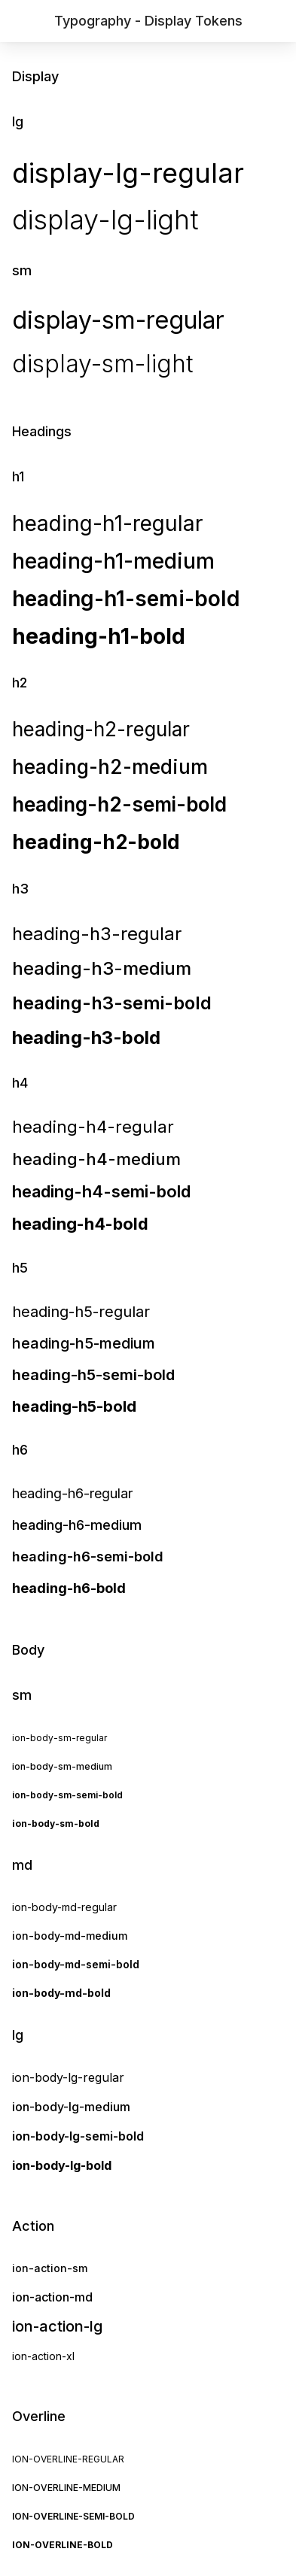 Typography - Display Tokens
Display
lg
display-lg-regular
display-lg-light
sm
display-sm-regular
display-sm-light
Headings
h1
heading-h1-regular
heading-h1-medium
heading-h1-semi-bold
heading-h1-bold
h2
heading-h2-regular
heading-h2-medium
heading-h2-semi-bold
heading-h2-bold
h3
heading-h3-regular
heading-h3-medium
heading-h3-semi-bold
heading-h3-bold
h4
heading-h4-regular
heading-h4-medium
heading-h4-semi-bold
heading-h4-bold
h5
heading-h5-regular
heading-h5-medium
heading-h5-semi-bold
heading-h5-bold
h6
heading-h6-regular
heading-h6-medium
heading-h6-semi-bold
heading-h6-bold
Body
sm
ion-body-sm-regular
ion-body-sm-medium
ion-body-sm-semi-bold
ion-body-sm-bold
md
ion-body-md-regular
ion-body-md-medium
ion-body-md-semi-bold
ion-body-md-bold
lg
ion-body-lg-regular
ion-body-lg-medium
ion-body-lg-semi-bold
ion-body-lg-bold
Action
ion-action-sm
ion-action-md
ion-action-lg
ion-action-xl
Overline
ION-OVERLINE-REGULAR
ION-OVERLINE-MEDIUM
ION-OVERLINE-SEMI-BOLD
ION-OVERLINE-BOLD